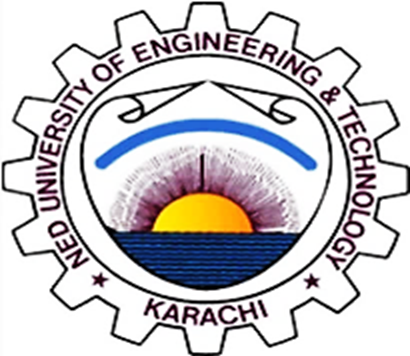 NED UNIVERSITY OF ENGINEERING & TECHNOLOGY
KARACHI